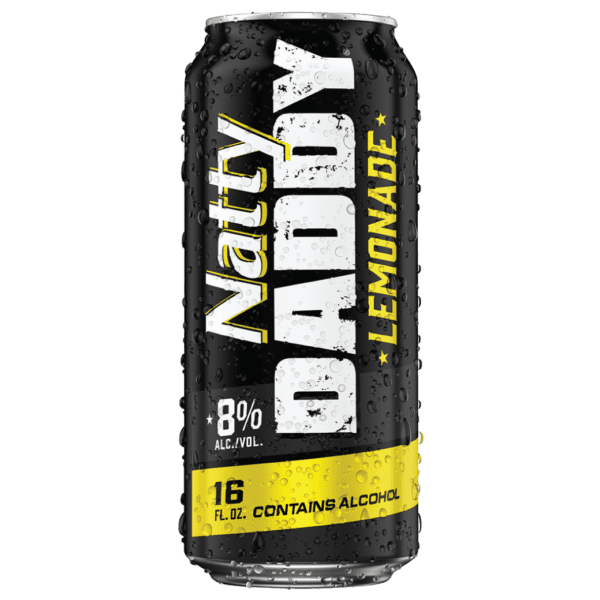 Natty
DADDY
LEMONADE
8%
ALC./VOL.
16
FL. OZ. CONTAINS ALCOHOL